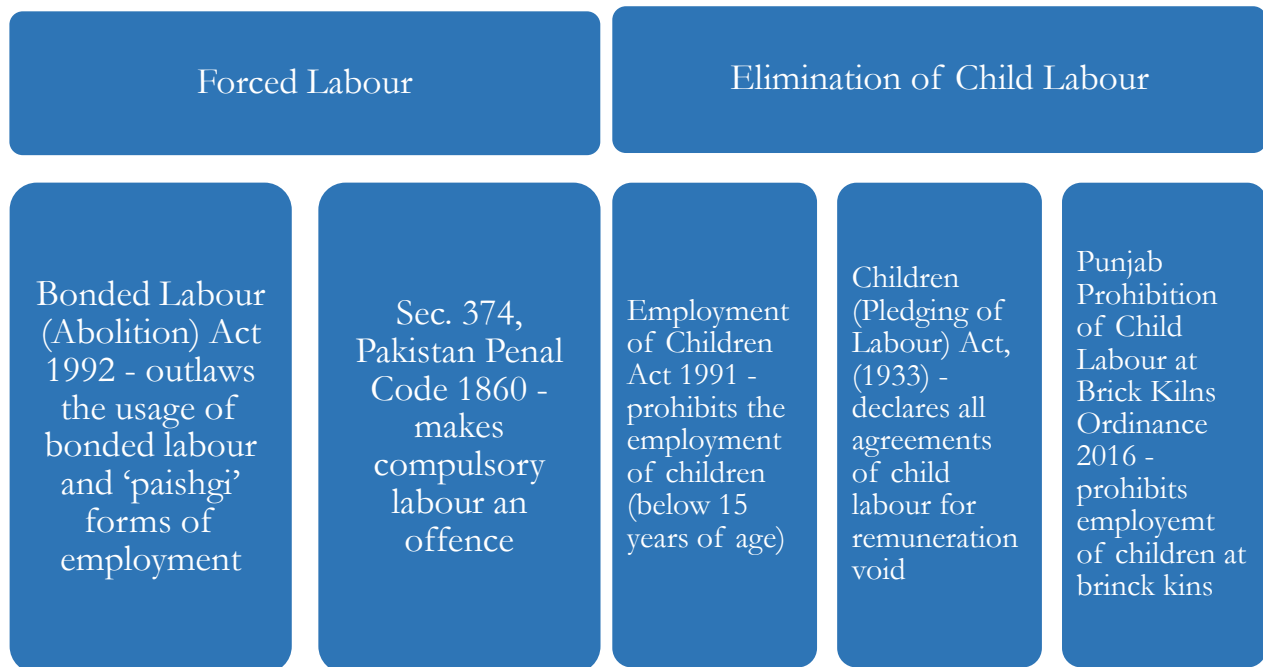 Forced Labour
Elimination of Child Labour
Bonded Labour
(Abolition) Act
1992 - outlaws
the usage of
bonded labour
and ‘paishgi’
forms of
employment
Sec. 374,
Pakistan Penal
Code 1860 -
makes
compulsory
labour an
offence
Employment
of Children
Act 1991 -
prohibits the
employment
of children
(below 15
years of age)
Children
(Pledging of
Labour) Act,
(1933) -
declares all
agreements
of child
labour for
remuneration
void
Punjab
Prohibition
of Child
Labour at
Brick Kilns
Ordinance
2016 -
prohibits
employemt
of children at
brinck kins